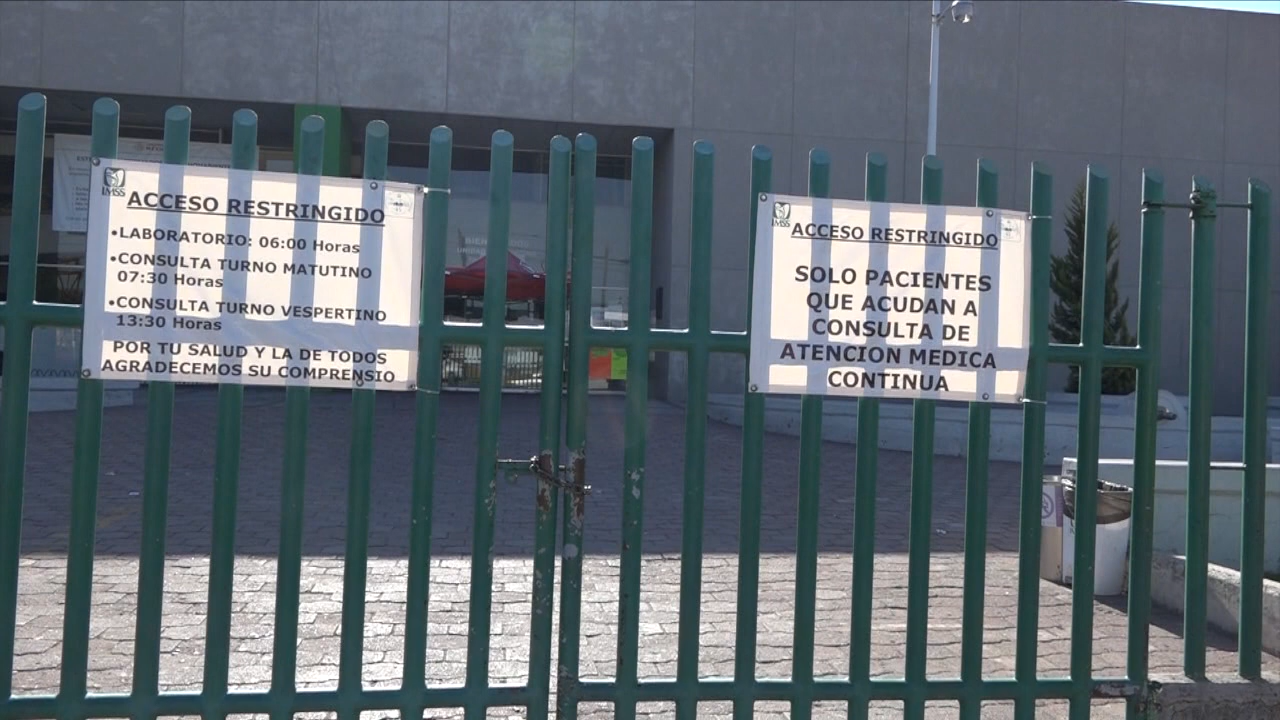 IMSS
ACCESO RESTRINGIDO
•LABORATORIO: 06:00 Horas
•CONSULTA TURNO MATUTINO
07:30 Horas
•CONSULTA TURNO VESPERTINO
13:30 Horas
POR TU SALUD Y LA DE TODOS
AGRADECEMOS SU COMPRENSIO
IMSS
ACCESO RESTRINGIDO
SOLO PACIENTES
QUE ACUDAN A
CONSULTA DE
ATENCION MEDICA
CONTINUA